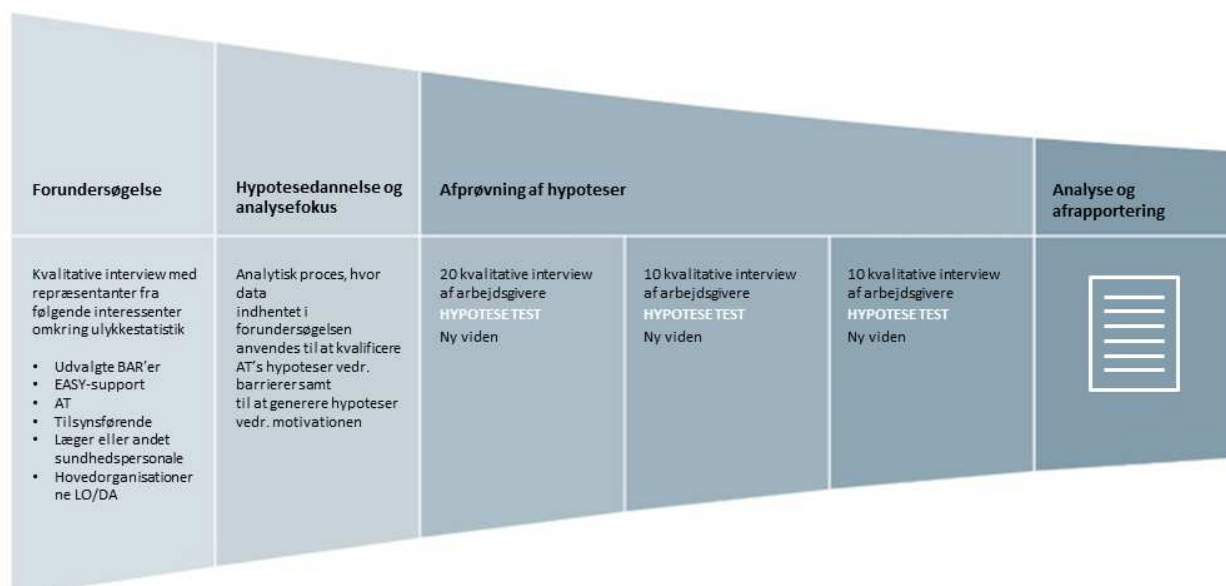 Forundersøgelse
Hypotesedannelse og
analysefokus
Afprøvning af hypoteser
Analyse og
afrapportering
Kvalitative interview med
repræsentanter fra
følgende interessenter
omkring ulykkestatistik
• Udvalgte BAR'er
• EASY-support
• AT
• Tilsynsførende
• Læger eller andet
sundhedspersonale
• Hovedorganisationer
ne LO/DA
Analytisk proces, hvor
data
indhentet i
forundersøgelsen
anvendes til at kvalificere
AT's hypoteser vedr.
barrierer samt
til at generere hypoteser
vedr. motivationen
20 kvalitative interview
af arbejdsgivere
HYPOTESE TEST
Ny viden
10 kvalitative interview
af arbejdsgivere
HYPOTESE TEST
Ny viden
10 kvalitative interview
af arbejdsgivere
HYPOTESE TEST
Ny viden